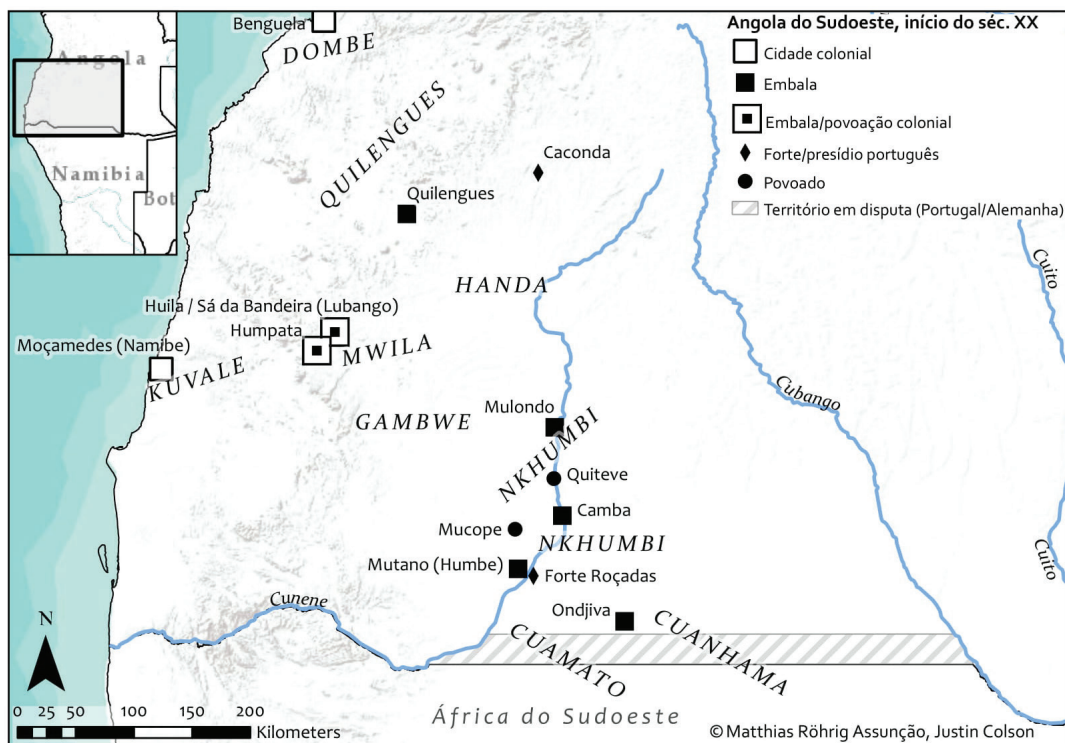 Benguela
DOMBE
Angola
Namibia
Bot
Angola do Sudoeste, início do séc. XX
Cidade colonial
Embala
Embala/povoação colonial
Forte/presídio português
Povoado
Território em disputa (Portugal/Alemanha)
QUILENGUES
Caconda
Quilengues
Cuito
HANDA
Huila / Sá da Bandeira (Lubango)
Humpata
Moçamedes (Namibe)
KUVALE
MWILA
Cubango
GAMBWE
Mulondo
NKHUMBI
Quiteve
Camba
Mucope
NKHUMBI
Mutano (Humbe)
Forte Roçadas
Cuito
Cunene
Ondjiva
CUAMATO
CUANHAMA
N
0 25 50 100 150 200
Kilometers
África do Sudoeste
© Matthias Röhrig Assunção, Justin Colson